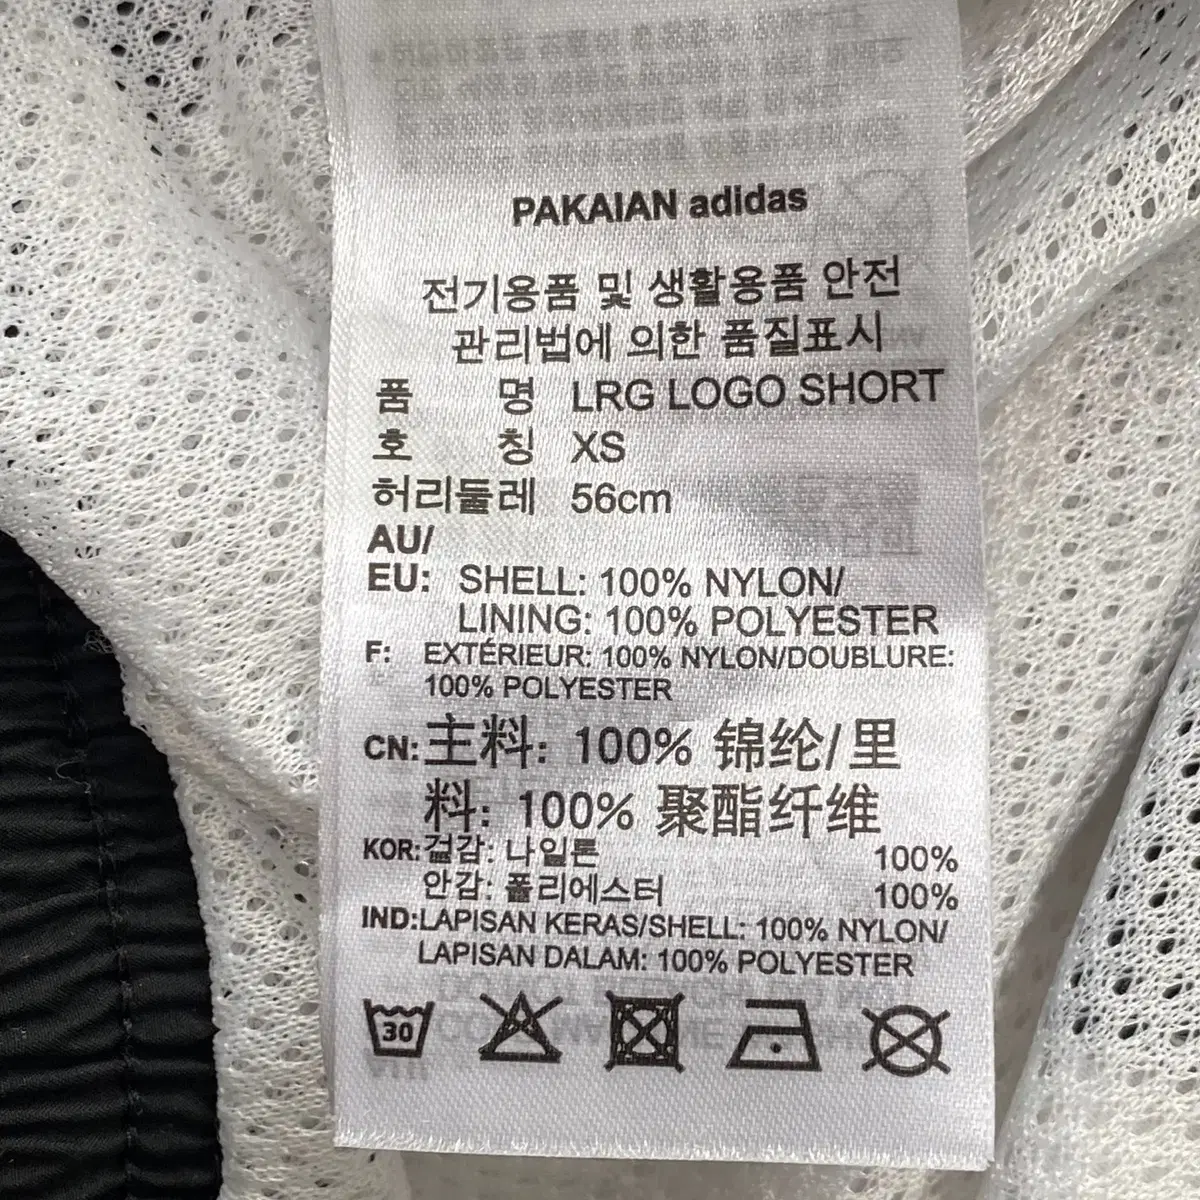 PAKAIAN adidas
전기용품 및 생활용품 안전
관리법에 의한 품질표시
품 명 LRG LOGO SHORT
호 칭 XS
허리둘레 56cm
AU/
EU: SHELL: 100% NYLON/
LINING: 100% POLYESTER
F: EXTÉRIEUR: 100% NYLON/DOUBLURE:
100% POLYESTER
CN:主料: 100% 锦纶/里
料: 100% 聚酯纤维
KOR:겉감: 나일론 100%
안감: 폴리에스터 100%
IND:LAPISAN KERAS/SHELL: 100% NYLON/
LAPISAN DALAM: 100% POLYESTER
30